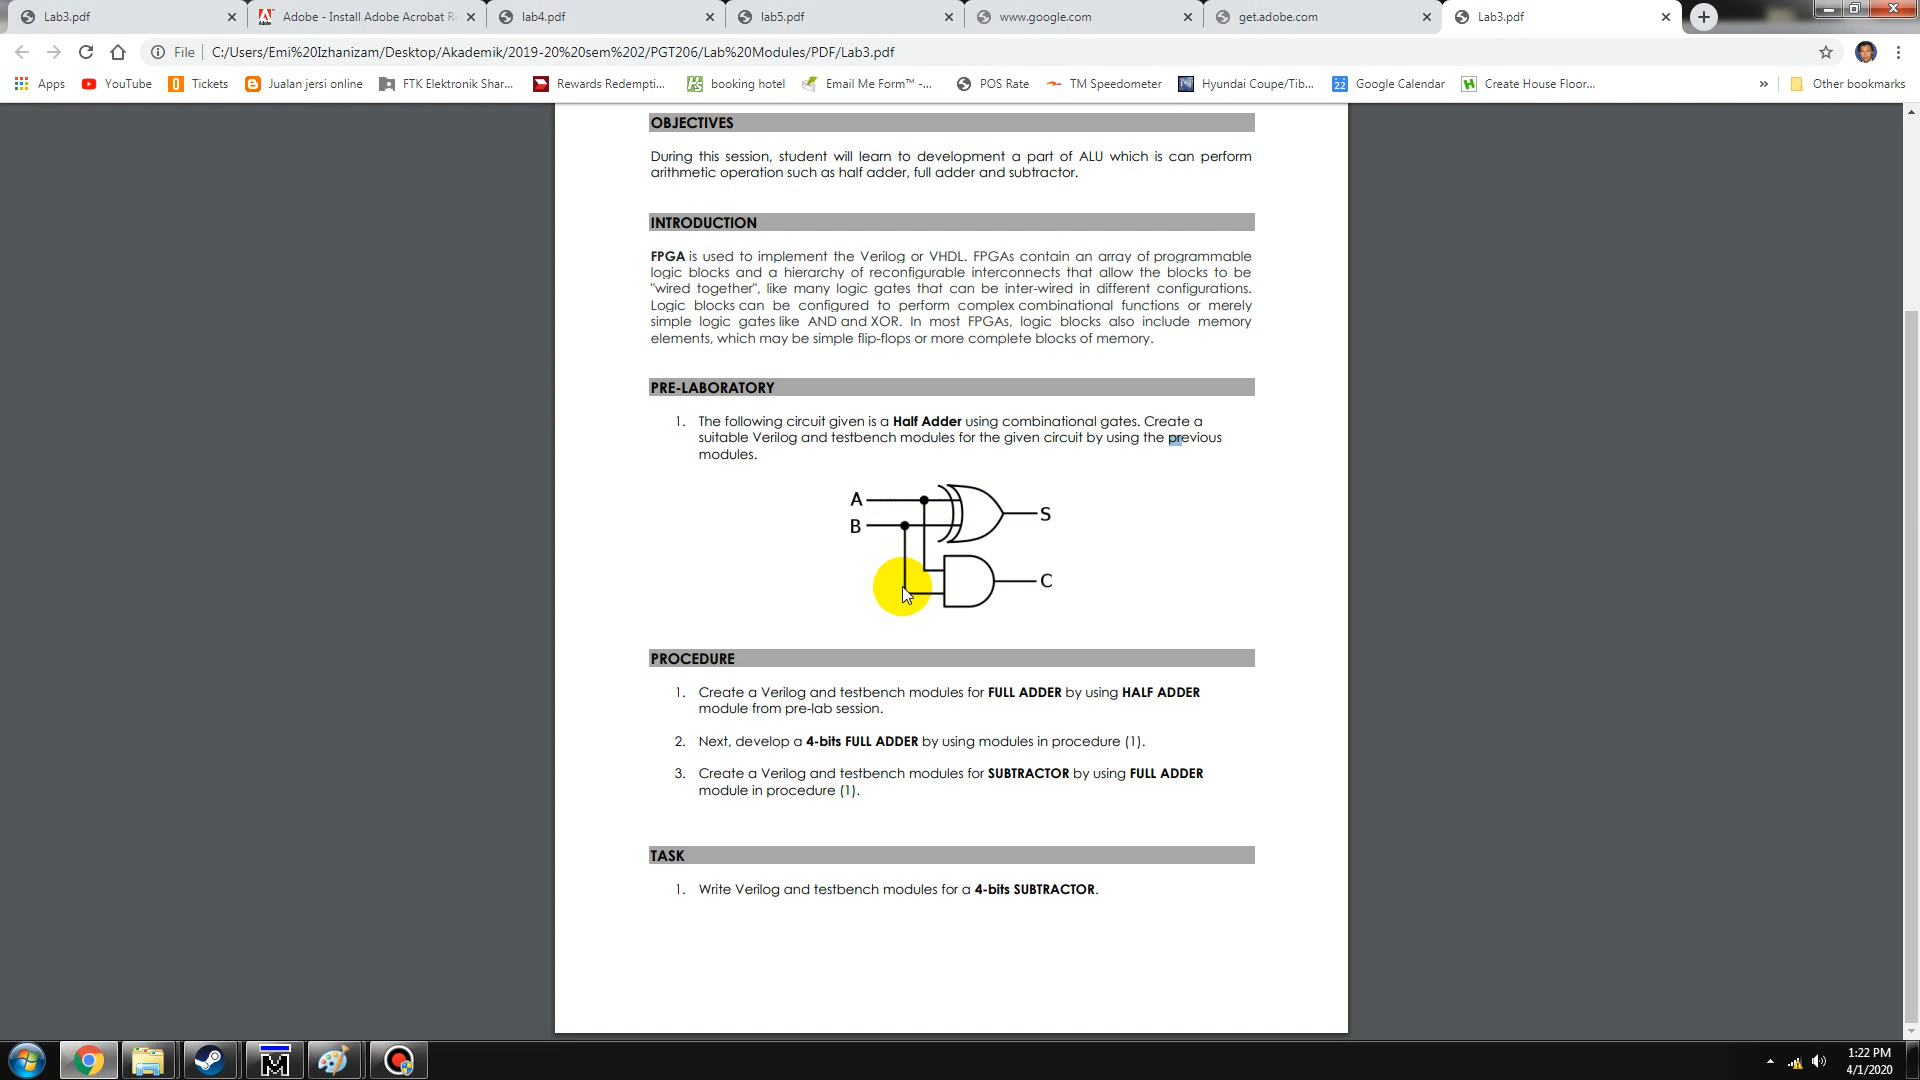 Lab3.pdf
Adobe - Install Adobe Acrobat Re
Adobe
lab4.pdf
lab5.pdf
www.google.com
get.adobe.com
Lab3.pdf
File
C:/Users/Emi%20Izhanizam/Desktop/Akademik/2019-20%20sem%202/PGT206/Lab%20Modules/PDF/Lab3.pdf
Apps
YouTube
Tickets
Jualan jersi online
FTK Elektronik Shar...
Rewards Redempti...
booking hotel
Email Me Form™ -...
POS Rate
TM Speedometer
Hyundai Coupe/Tib...
22
Google Calendar
Create House Floor...
»
Other bookmarks
OBJECTIVES
During this session, student will learn to development a part of ALU which is can perform
arithmetic operation such as half adder, full adder and subtractor.
INTRODUCTION
FPGA is used to implement the Verilog or VHDL. FPGAs contain an array of programmable
logic blocks and a hierarchy of reconfigurable interconnects that allow the blocks to be
"wired together", like many logic gates that can be inter-wired in different configurations.
Logic blocks can be configured to perform complex combinational functions or merely
simple logic gates like AND and XOR. In most FPGAs, logic blocks also include memory
elements, which may be simple flip-flops or more complete blocks of memory.
PRE-LABORATORY
1. The following circuit given is a Half Adder using combinational gates. Create a
suitable Verilog and testbench modules for the given circuit by using the previous
modules.
A
S
B
C
PROCEDURE
1. Create a Verilog and testbench modules for FULL ADDER by using HALF ADDER
module from pre-lab session.
2. Next, develop a 4-bits FULL ADDER by using modules in procedure (1).
3. Create a Verilog and testbench modules for SUBTRACTOR by using FULL ADDER
module in procedure (1).
TASK
1. Write Verilog and testbench modules for a 4-bits SUBTRACTOR.
M
1:22 PM
4/1/2020